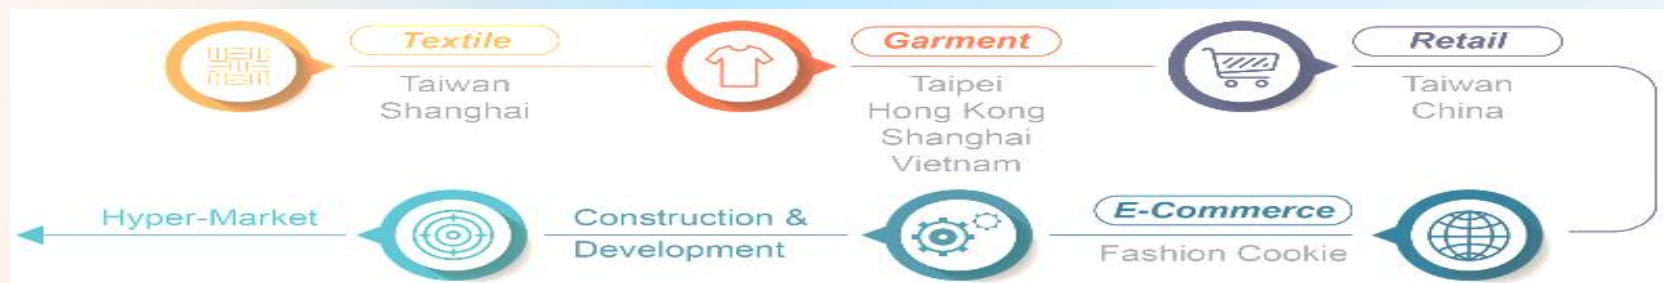 Textile
Taiwan
Shanghai
Garment
Taipei
Hong Kong
Shanghai
Vietnam
Retail
Taiwan
China
E-Commerce
Fashion Cookie
Construction &
Development
Hyper-Market